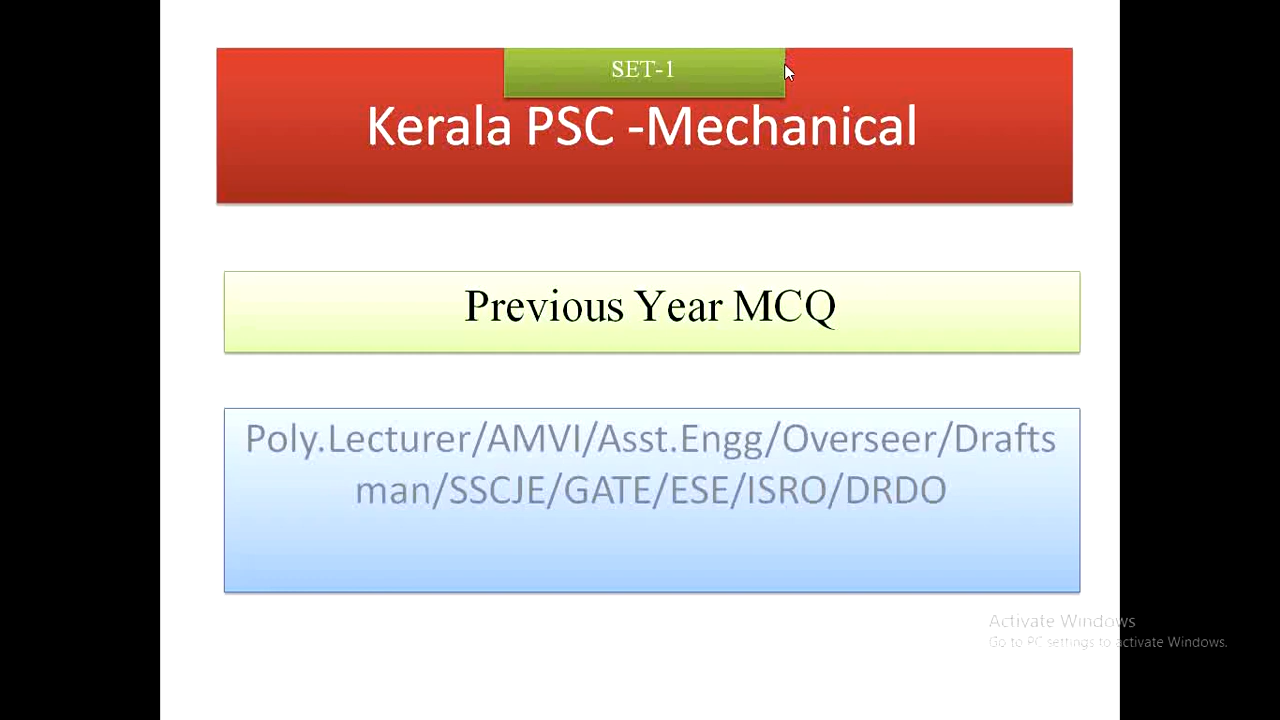 SET-1
Kerala PSC -Mechanical
Previous Year MCQ
Poly.Lecturer/AMVI/Asst.Engg/Overseer/Drafts
man/SSCJE/GATE/ESE/ISRO/DRDO
Activate Windows
Go to PC settings to activate Windows.